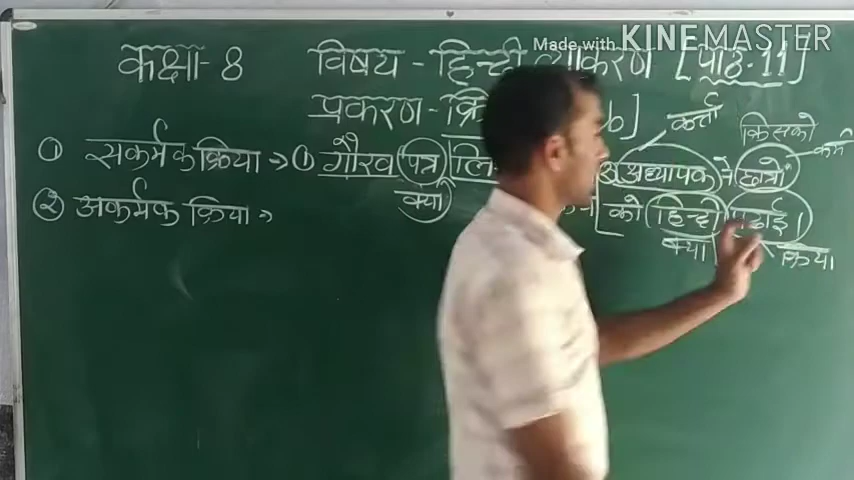 Made with KINEMASTER
कक्षा-8 विषय - हिन्दी व्याकरण [पाठ-11]
प्रकरण-
कर्त्ता किसको
① सकर्मक क्रिया → ① गौरव पत्र अध्यापक ने छात्रों कर्म
क्या
② अकर्मक क्रिया → को हिन्दी पढ़ाई।
क्या क्रिया